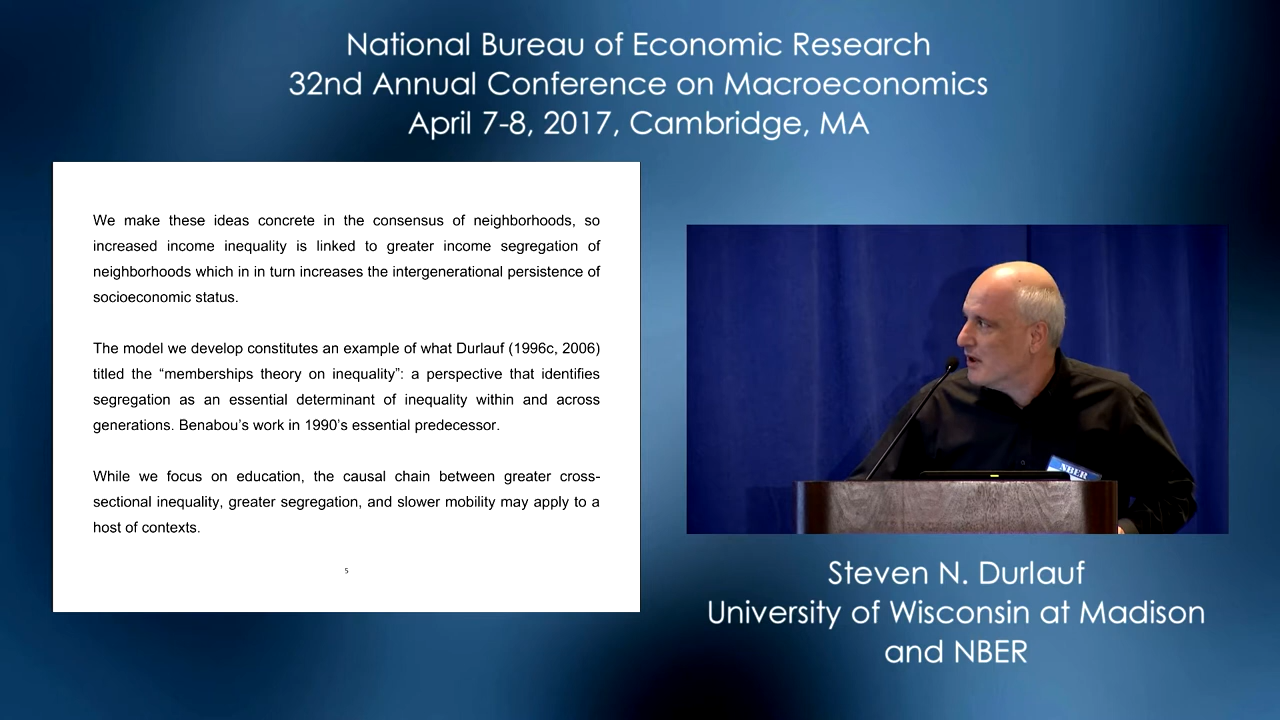 National Bureau of Economic Research
32nd Annual Conference on Macroeconomics
April 7-8, 2017, Cambridge, MA
We make these ideas concrete in the consensus of neighborhoods, so
increased income inequality is linked to greater income segregation of
neighborhoods which in in turn increases the intergenerational persistence of
socioeconomic status.
The model we develop constitutes an example of what Durlauf (1996c, 2006)
titled the “memberships theory on inequality”: a perspective that identifies
segregation as an essential determinant of inequality within and across
generations. Benabou’s work in 1990’s essential predecessor.
While we focus on education, the causal chain between greater cross-
sectional inequality, greater segregation, and slower mobility may apply to a
host of contexts.
5
NBER
Steven N. Durlauf
University of Wisconsin at Madison
and NBER